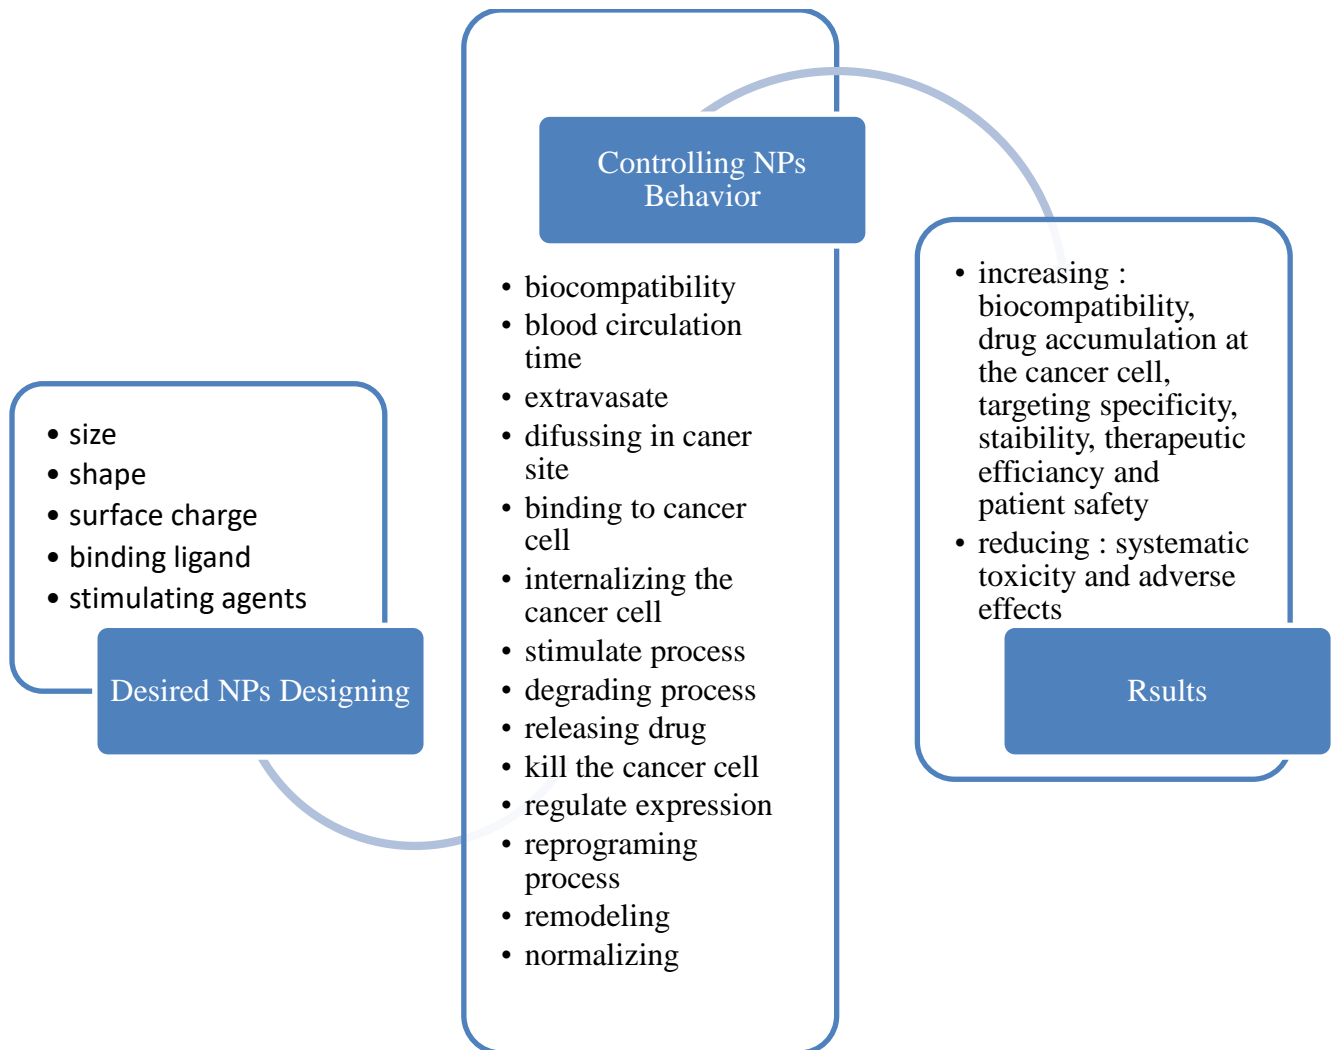 • size
• shape
• surface charge
• binding ligand
• stimulating agents
Desired NPs Designing
Controlling NPs
Behavior
• biocompatibility
• blood circulation
time
• extravasate
• difussing in caner
site
• binding to cancer
cell
• internalizing the
cancer cell
• stimulate process
• degrading process
• releasing drug
• kill the cancer cell
• regulate expression
• reprograming
process
• remodeling
• normalizing
• increasing :
biocompatibility,
drug accumulation at
the cancer cell,
targeting specificity,
staibility, therapeutic
efficiancy and
patient safety
• reducing : systematic
toxicity and adverse
effects
Rsults